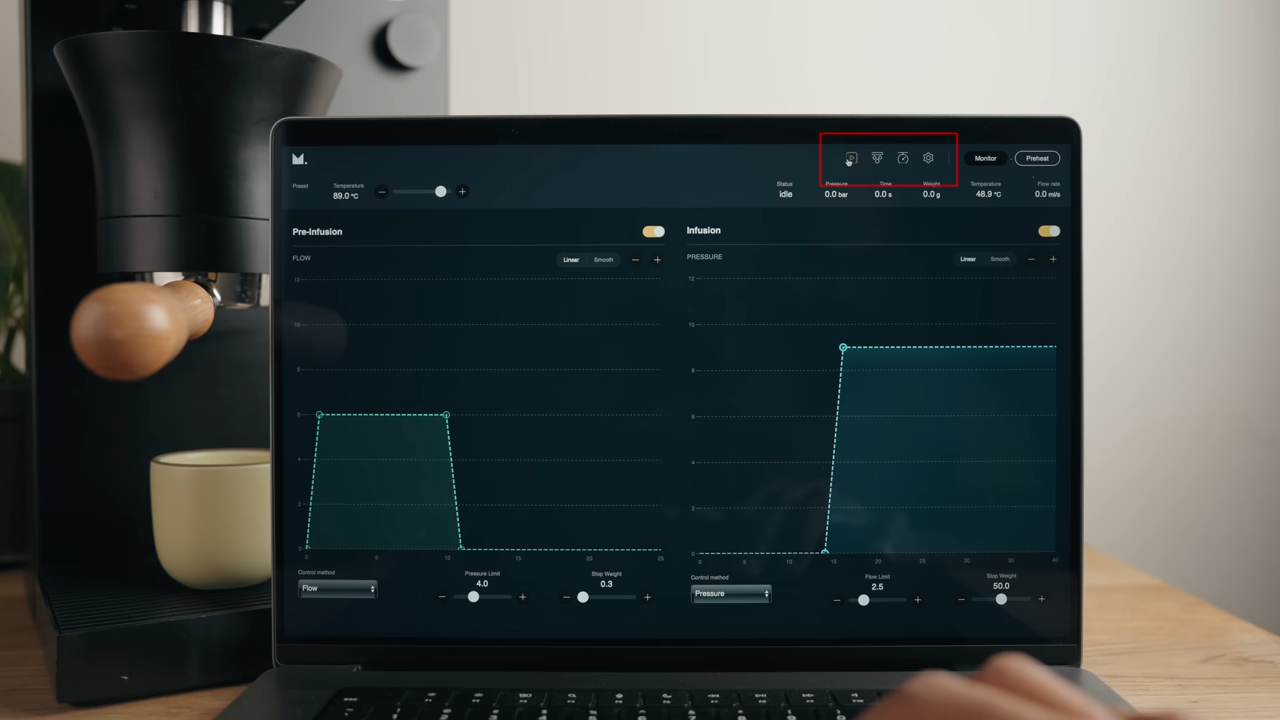 M.
Monitor
Preheat
Preset
Temperature
89.0 °C
Status
idle
Pressure
0.0 bar
Time
0.0 s
Weight
0.0 g
Temperature
48.9 °C
Flow rate
0.0 ml/s
Pre-Infusion
FLOW
Linear
Smooth
12
10
8
6
4
2
0
0 5 10 15 20 25
Control method
Flow
Pressure Limit
4.0
Stop Weight
0.3
Infusion
PRESSURE
Linear
Smooth
12
10
8
6
4
2
0
0 5 10 15 20 25 30 35 40
Control method
Pressure
Flow Limit
2.5
Stop Weight
50.0
esc